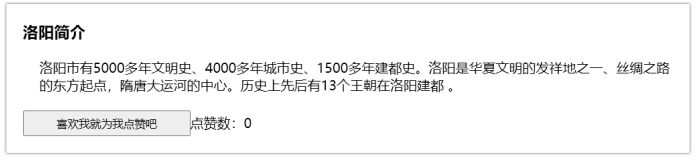 洛阳简介
洛阳市有5000多年文明史、4000多年城市史、1500多年建都史。洛阳是华夏文明的发祥地之一、丝绸之路
的东方起点，隋唐大运河的中心。历史上先后有13个王朝在洛阳建都 。
喜欢我就为我点赞吧 点赞数：0